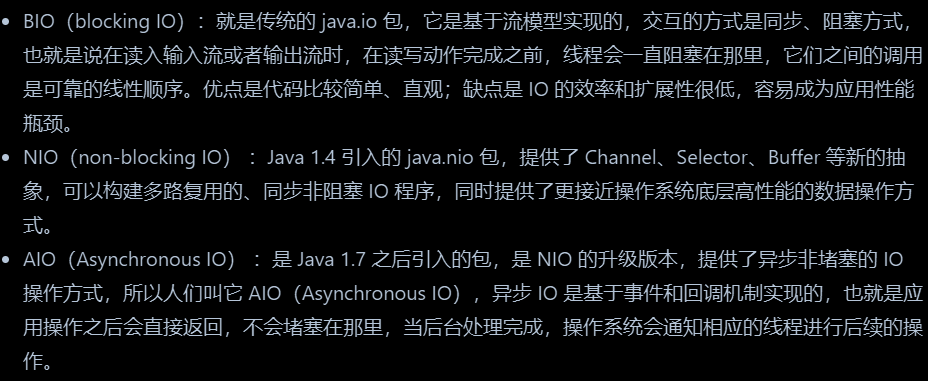 • BIO（blocking IO）：就是传统的 java.io 包，它是基于流模型实现的，交互的方式是同步、阻塞方式，
也就是说在读入输入流或者输出流时，在读写动作完成之前，线程会一直阻塞在那里，它们之间的调用
是可靠的线性顺序。优点是代码比较简单、直观；缺点是 IO 的效率和扩展性很低，容易成为应用性能
瓶颈。
• NIO（non-blocking IO） ：Java 1.4 引入的 java.nio 包，提供了 Channel、Selector、Buffer 等新的抽
象，可以构建多路复用的、同步非阻塞 IO 程序，同时提供了更接近操作系统底层高性能的数据操作方
式。
• AIO（Asynchronous IO） ：是 Java 1.7 之后引入的包，是 NIO 的升级版本，提供了异步非堵塞的 IO
操作方式，所以人们叫它 AIO（Asynchronous IO），异步 IO 是基于事件和回调机制实现的，也就是应
用操作之后会直接返回，不会堵塞在那里，当后台处理完成，操作系统会通知相应的线程进行后续的操
作。